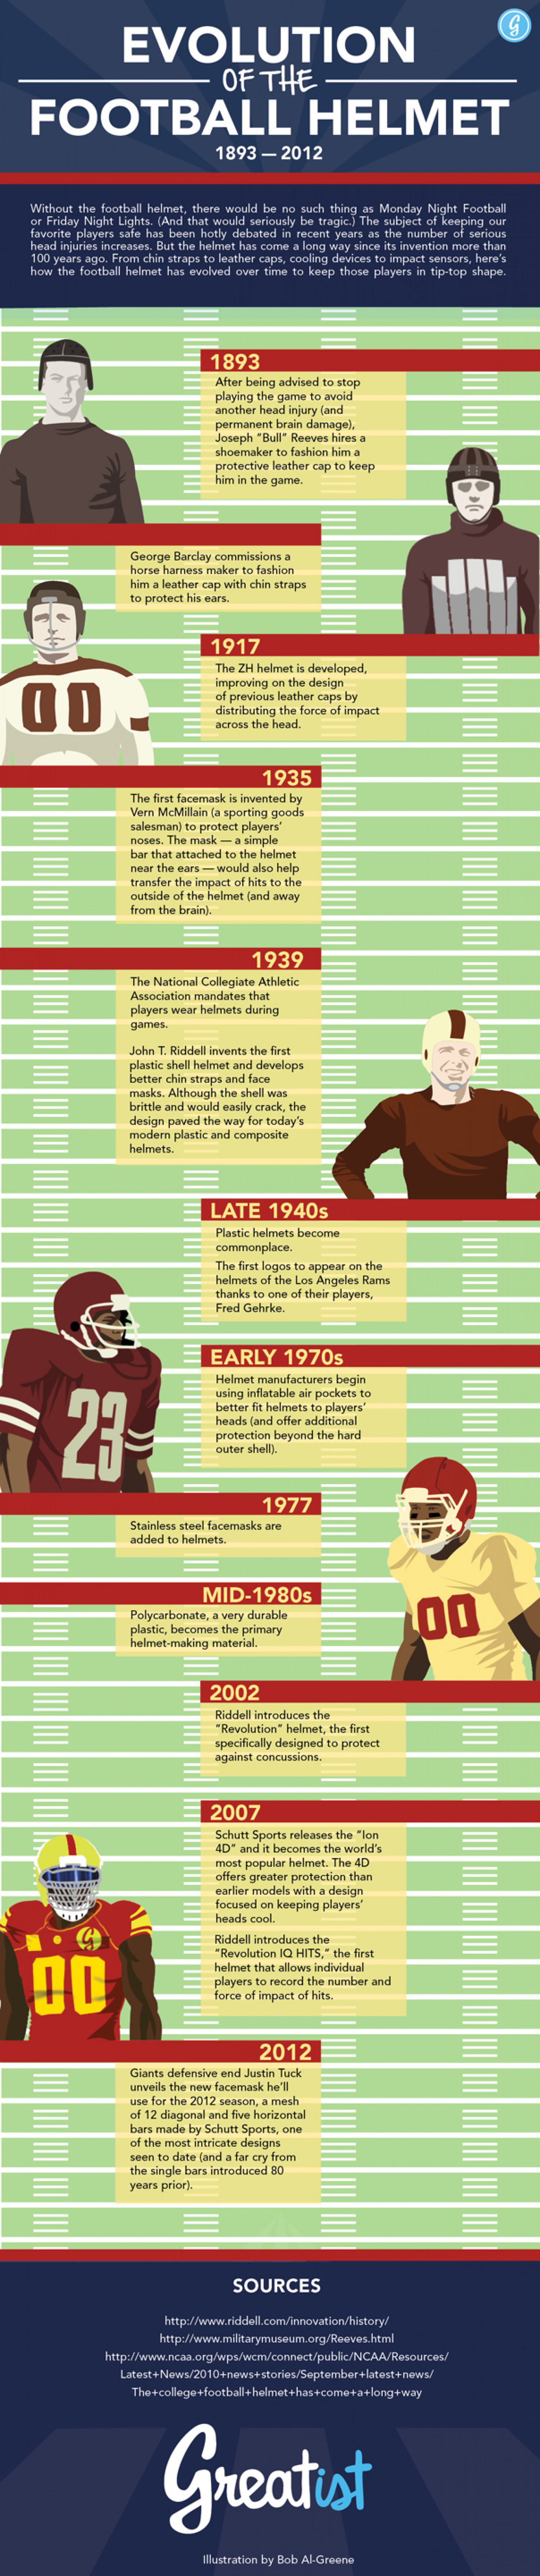 EVOLUTION
OF THE
FOOTBALL HELMET
1893 — 2012
Without the football helmet, there would be no such thing as Monday Night Football
or Friday Night Lights. (And that would seriously be tragic.) The subject of keeping our
favorite players safe has been hotly debated in recent years as the number of serious
head injuries increases. But the helmet has come a long way since its invention more than
100 years ago. From chin straps to leather caps, cooling devices to impact sensors, here's
how the football helmet has evolved over time to keep those players in tip-top shape.
1893
After being advised to stop
playing the game to avoid
another head injury (and
permanent brain damage),
Joseph "Bull" Reeves hires a
shoemaker to fashion him a
protective leather cap to keep
him in the game.
George Barclay commissions a
horse harness maker to fashion
him a leather cap with chin straps
to protect his ears.
1917
The ZH helmet is developed,
improving on the design
of previous leather caps by
distributing the force of impact
across the head.
00
1935
The first facemask is invented by
Vern McMillain (a sporting goods
salesman) to protect players'
noses. The mask — a simple
bar that attached to the helmet
near the ears — would also help
transfer the impact of hits to the
outside of the helmet (and away
from the brain).
1939
The National Collegiate Athletic
Association mandates that
players wear helmets during
games.
John T. Riddell invents the first
plastic shell helmet and develops
better chin straps and face
masks. Although the shell was
brittle and would easily crack, the
design paved the way for today's
modern plastic and composite
helmets.
LATE 1940s
Plastic helmets become
commonplace.
The first logos to appear on the
helmets of the Los Angeles Rams
thanks to one of their players,
Fred Gehrke.
EARLY 1970s
Helmet manufacturers begin
using inflatable air pockets to
better fit helmets to players'
heads (and offer additional
protection beyond the hard
outer shell).
23
1977
Stainless steel facemasks are
added to helmets.
MID-1980s
Polycarbonate, a very durable
plastic, becomes the primary
helmet-making material.
00
2002
Riddell introduces the
"Revolution" helmet, the first
specifically designed to protect
against concussions.
2007
Schutt Sports releases the "Ion
4D" and it becomes the world's
most popular helmet. The 4D
offers greater protection than
earlier models with a design
focused on keeping players'
heads cool.
Riddell introduces the
"Revolution IQ HITS," the first
helmet that allows individual
players to record the number and
force of impact of hits.
00
2012
Giants defensive end Justin Tuck
unveils the new facemask he'll
use for the 2012 season, a mesh
of 12 diagonal and five horizontal
bars made by Schutt Sports, one
of the most intricate designs
seen to date (and a far cry from
the single bars introduced 80
years prior).
SOURCES
http://www.riddell.com/innovation/history/
http://www.militarymuseum.org/Reeves.html
http://www.ncaa.org/wps/wcm/connect/public/NCAA/Resources/
Latest+News/2010+news+stories/September+latest+news/
The+college+football+helmet+has+come+a+long+way
Greatist
Illustration by Bob Al-Greene